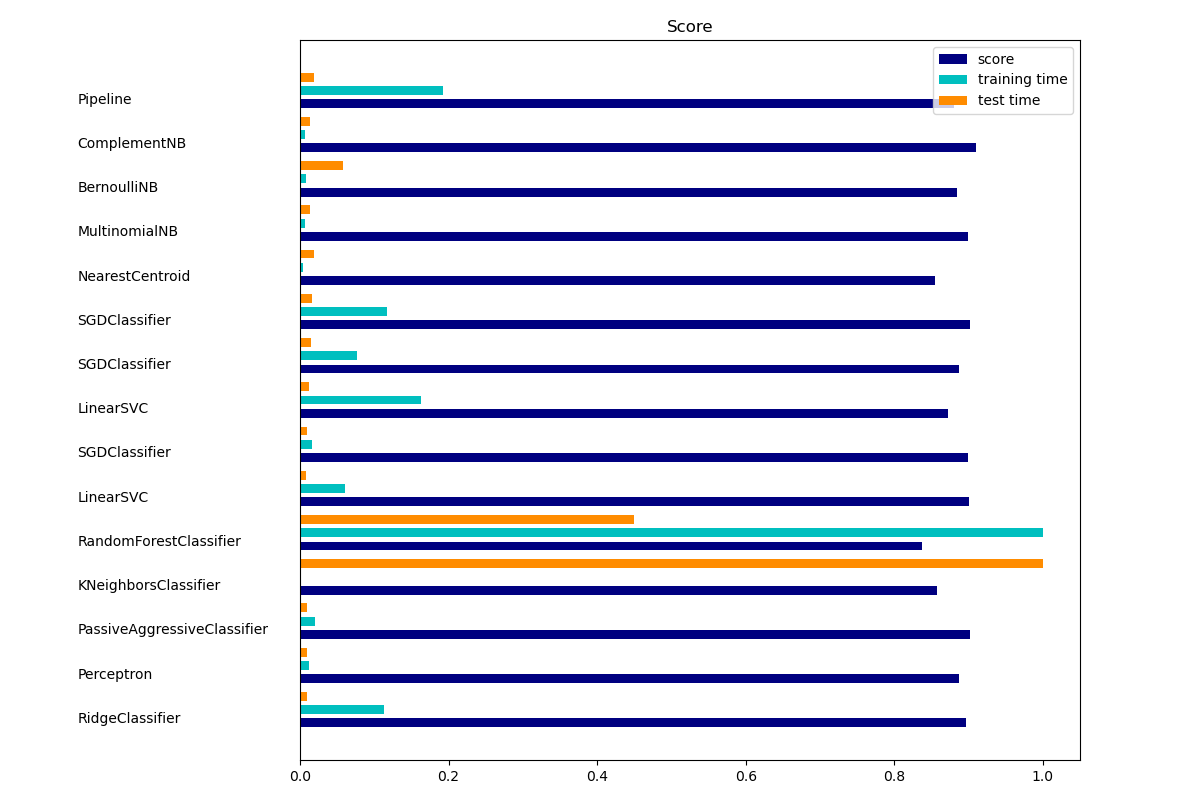 Score
score
training time
test time
Pipeline
ComplementNB
BernoulliNB
MultinomialNB
NearestCentroid
SGDClassifier
SGDClassifier
LinearSVC
SGDClassifier
LinearSVC
RandomForestClassifier
KNeighborsClassifier
PassiveAggressiveClassifier
Perceptron
RidgeClassifier
0.0 0.2 0.4 0.6 0.8 1.0